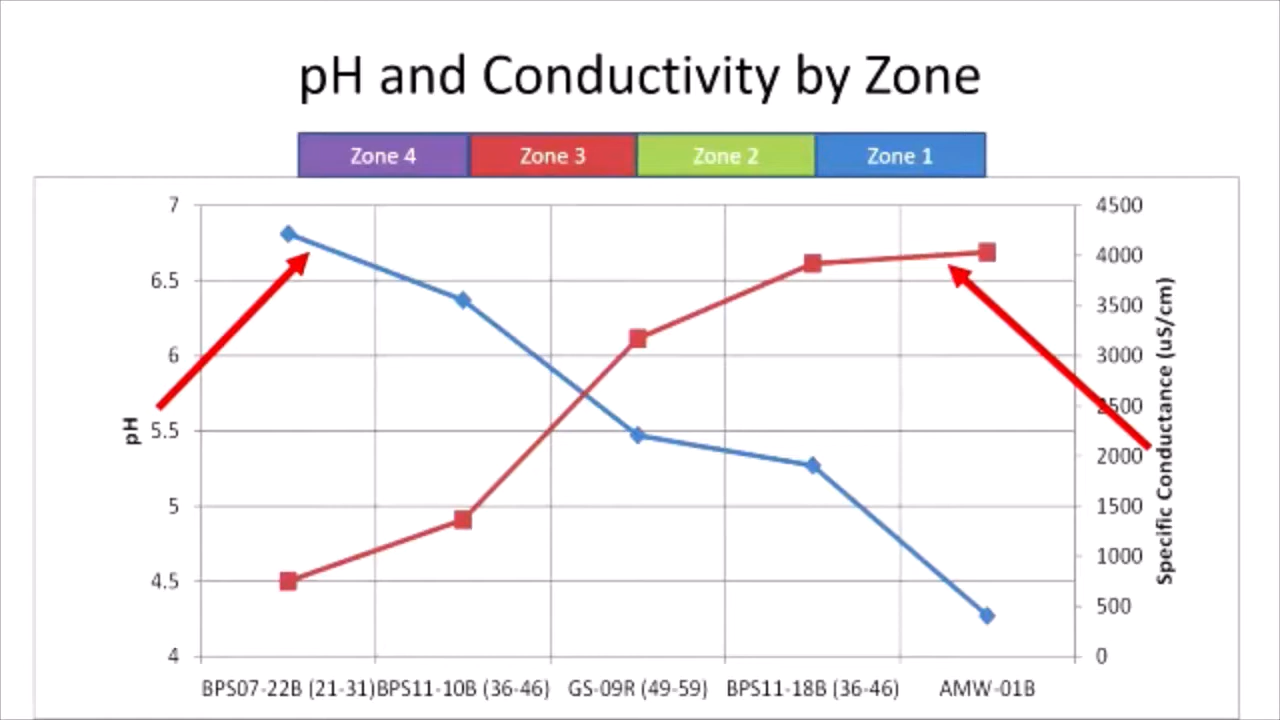 pH and Conductivity by Zone
Zone 4 Zone 3 Zone 2 Zone 1
7 4500
4000
6.5
3500
6 3000
2500
5.5
2000
5 1500
1000
4.5
500
4 0
pH
Specific Conductance (uS/cm)
BPS07-22B (21-31) BPS11-10B (36-46) GS-09R (49-59) BPS11-18B (36-46) AMW-01B